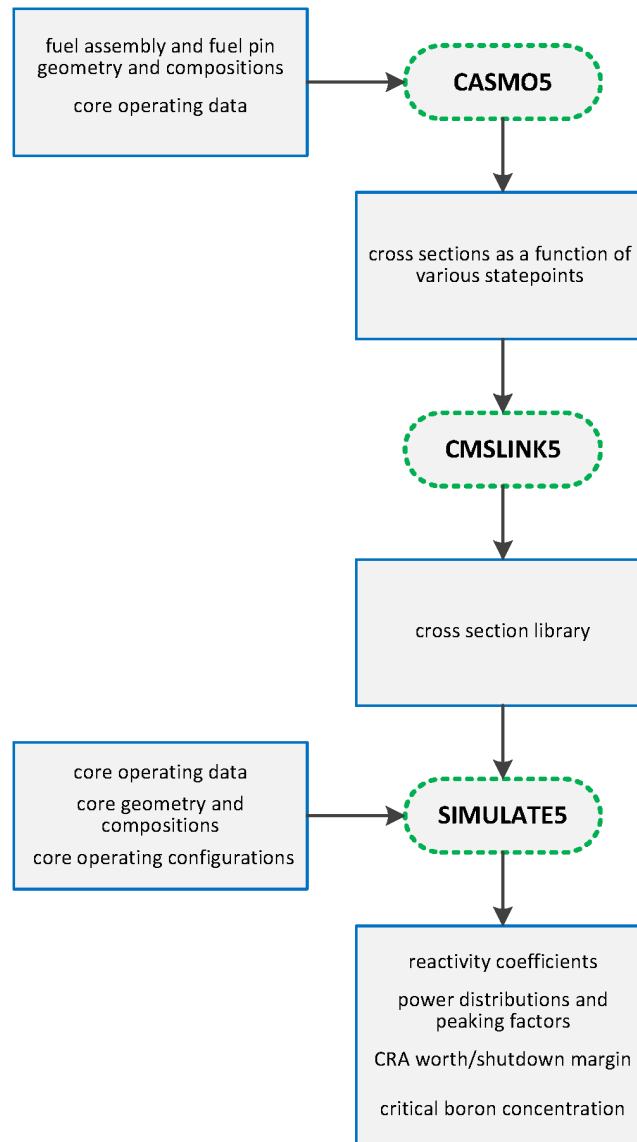 fuel assembly and fuel pin
geometry and compositions
core operating data
CASMO5
cross sections as a function of
various statepoints
CMSLINK5
cross section library
core operating data
core geometry and
compositions
core operating configurations
SIMULATE5
reactivity coefficients
power distributions and
peaking factors
CRA worth/shutdown margin
critical boron concentration